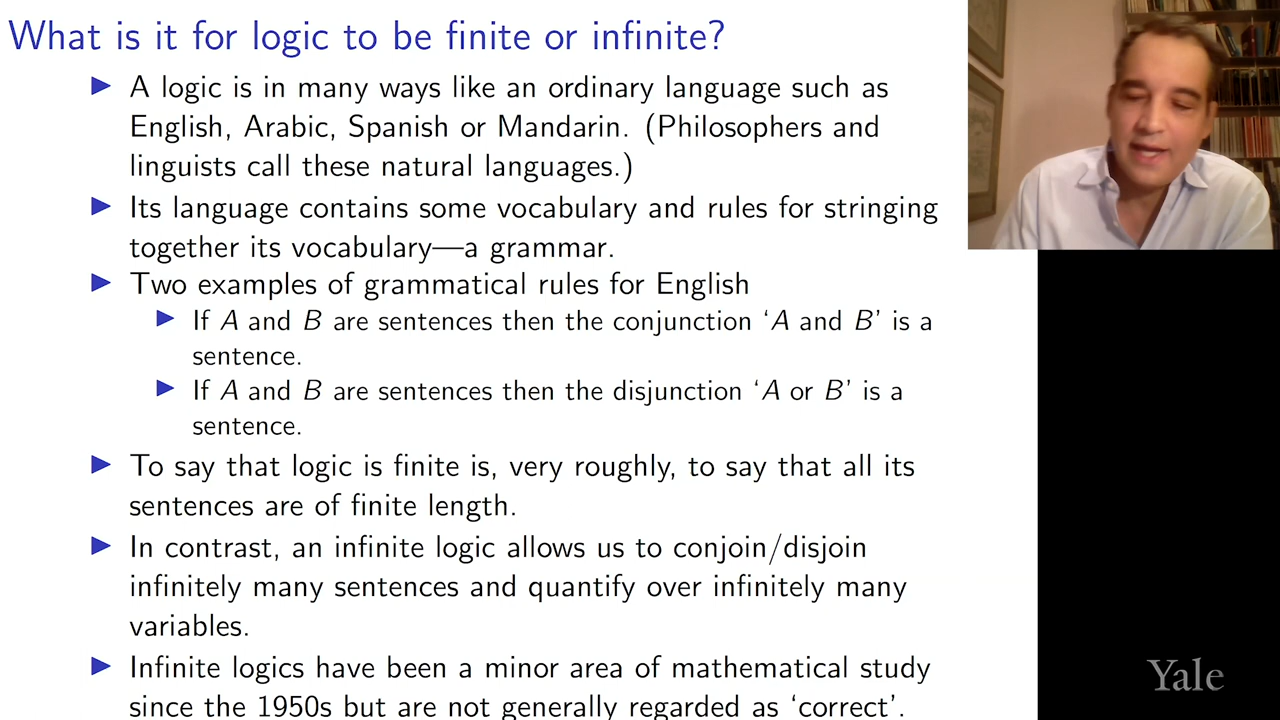 What is it for logic to be finite or infinite?
▶ A logic is in many ways like an ordinary language such as
English, Arabic, Spanish or Mandarin. (Philosophers and
linguists call these natural languages.)
▶ Its language contains some vocabulary and rules for stringing
together its vocabulary—a grammar.
▶ Two examples of grammatical rules for English
▶ If A and B are sentences then the conjunction ‘A and B’ is a
sentence.
▶ If A and B are sentences then the disjunction ‘A or B’ is a
sentence.
▶ To say that logic is finite is, very roughly, to say that all its
sentences are of finite length.
▶ In contrast, an infinite logic allows us to conjoin/disjoin
infinitely many sentences and quantify over infinitely many
variables.
▶ Infinite logics have been a minor area of mathematical study
since the 1950s but are not generally regarded as ‘correct’.
Yale